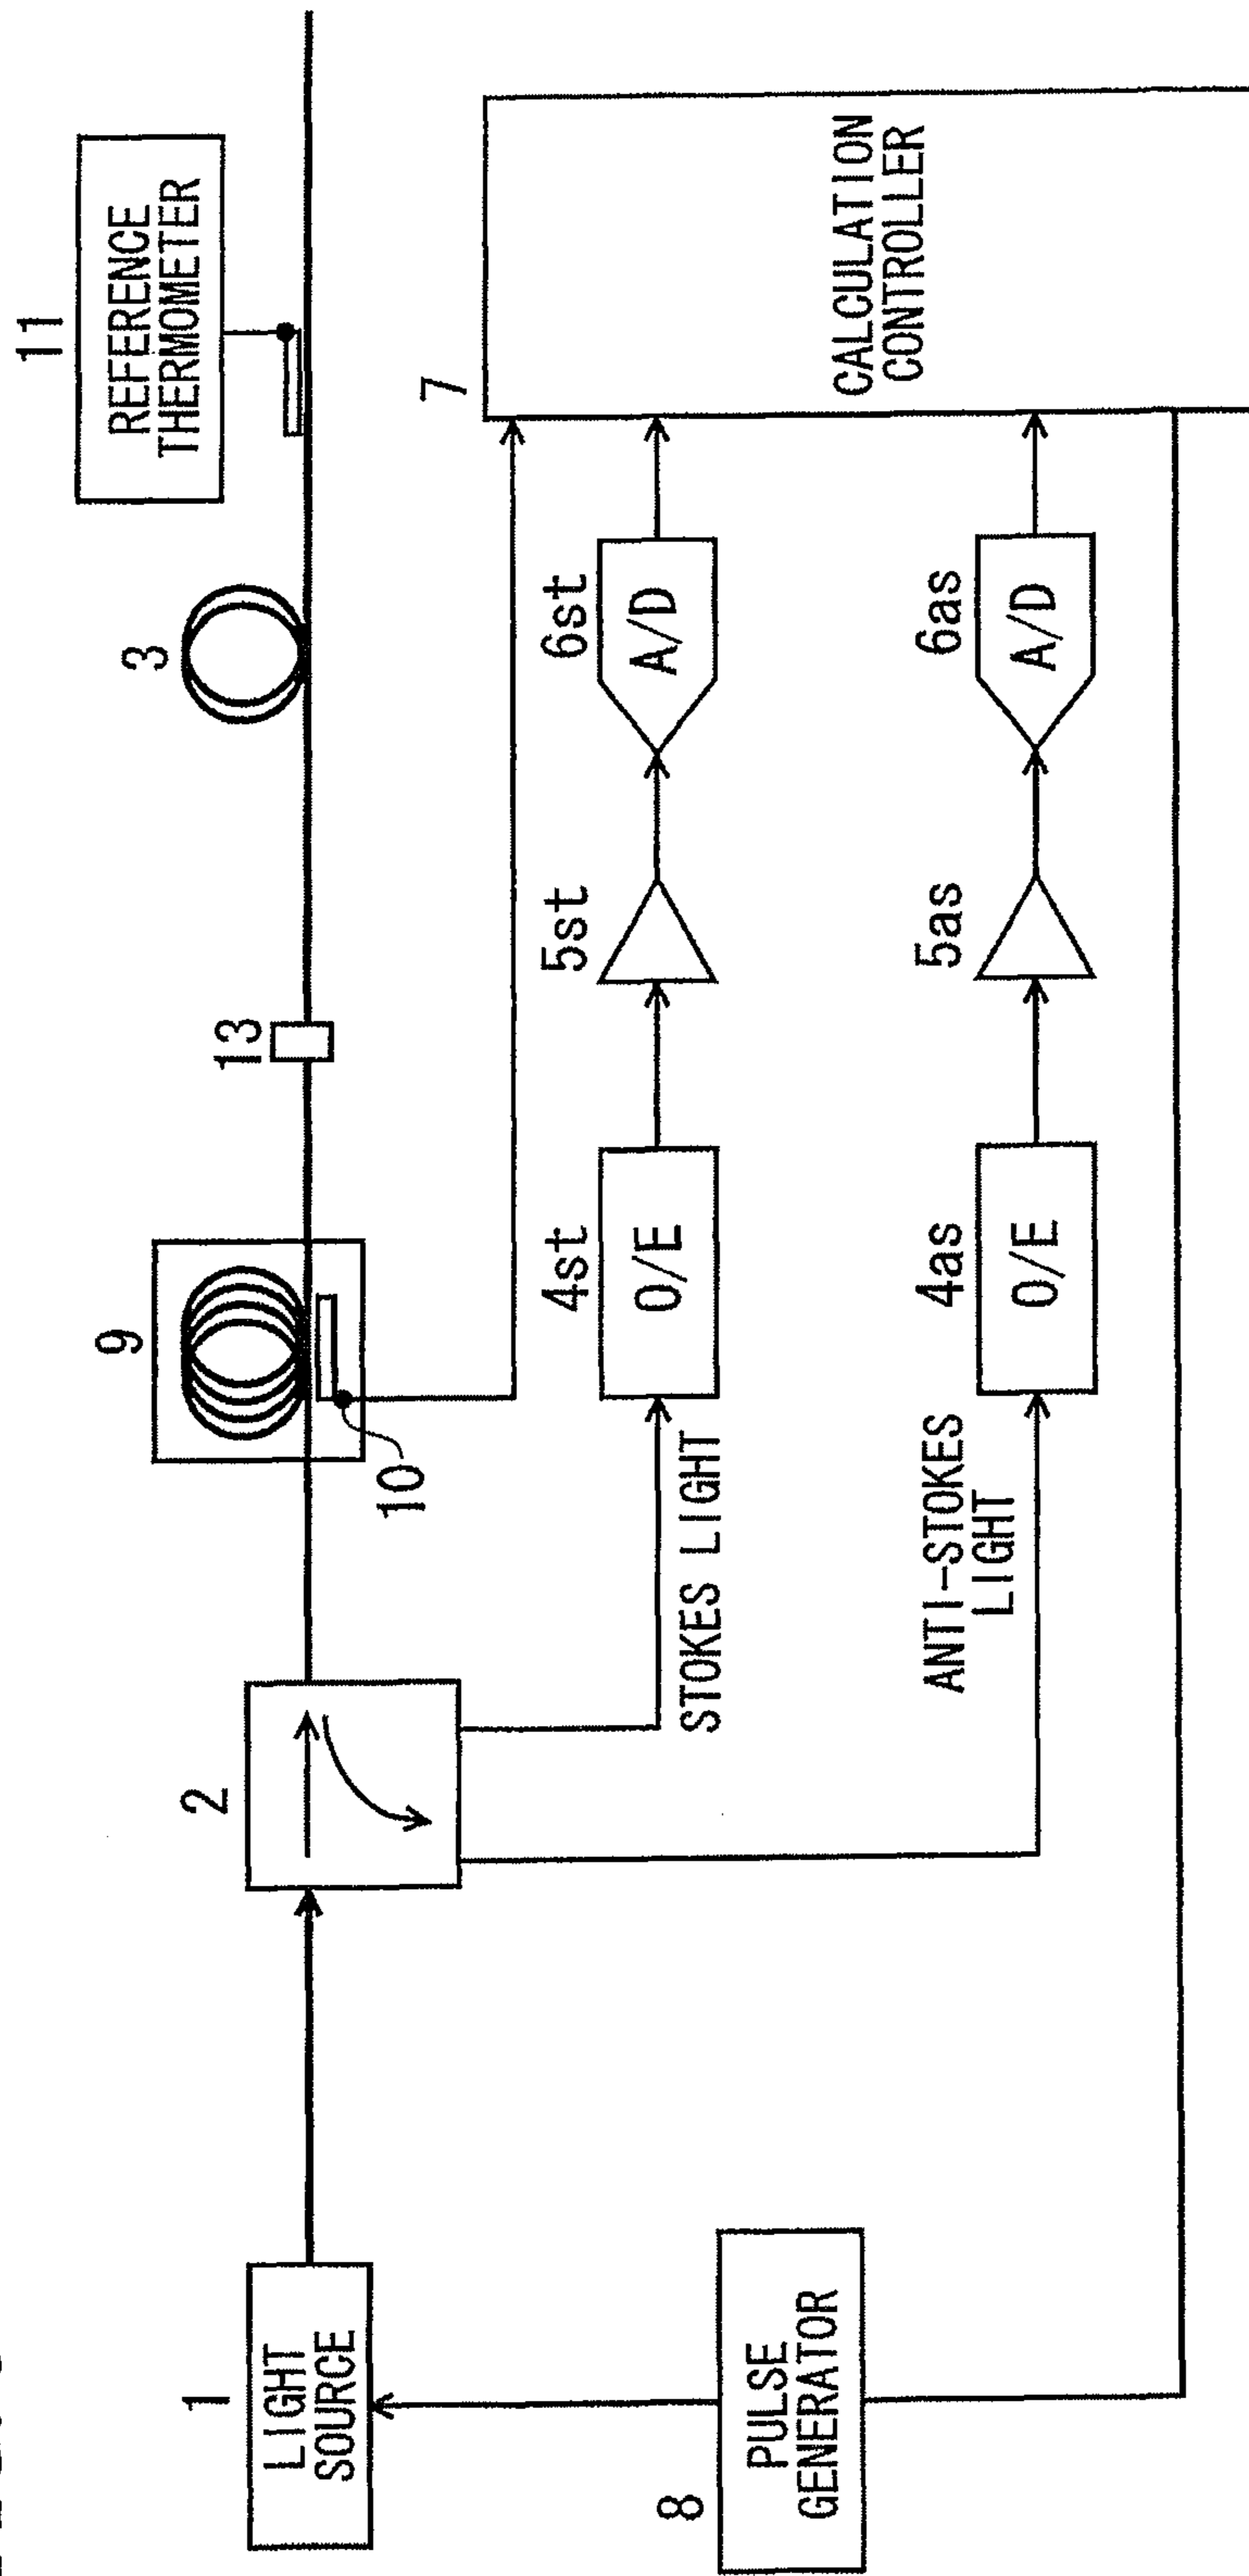 1
LIGHT
SOURCE
2
9
10
13
3
11
REFERENCE
THERMOMETER
8
PULSE
GENERATOR
STOKES LIGHT
4st
O/E
5st
6st
A/D
ANTI-STOKES
LIGHT
4as
O/E
5as
6as
A/D
7
CALCULATION
CONTROLLER